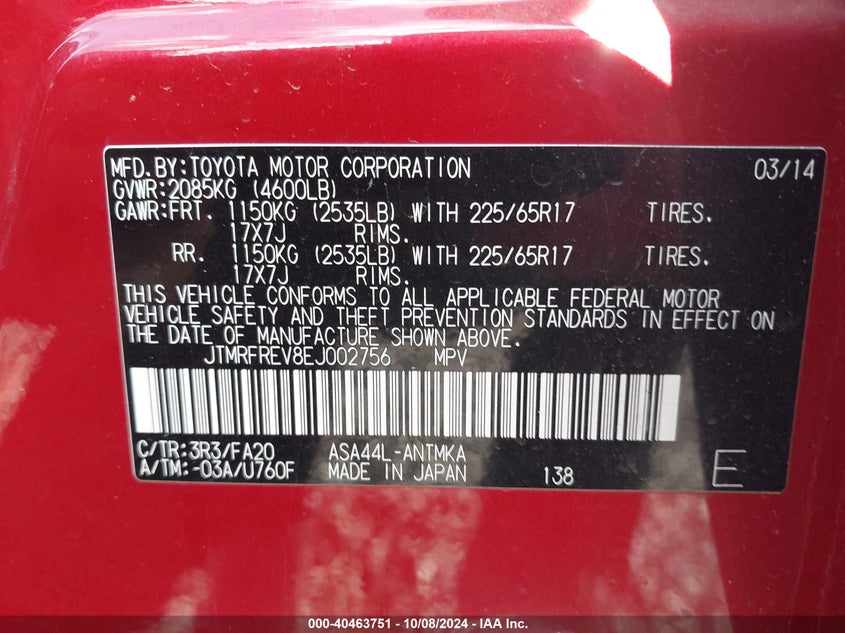 MFD.BY:TOYOTA MOTOR CORPORATION 03/14
GVWR:2085KG (4600LB)
GAWR:FRT. 1150KG (2535LB) WITH 225/65R17 TIRES.
17X7J RIMS.
RR. 1150KG (2535LB) WITH 225/65R17 TIRES.
17X7J RIMS.
THIS VEHICLE CONFORMS TO ALL APPLICABLE FEDERAL MOTOR
VEHICLE SAFETY AND THEFT PREVENTION STANDARDS IN EFFECT ON
THE DATE OF MANUFACTURE SHOWN ABOVE.
JTMRFREV8EJ002756 MPV
C/TR:3R3/FA20 ASA44L-ANTMKA
A/TM:-03A/U760F MADE IN JAPAN 138 E
000-40463751 - 10/08/2024 - IAA Inc.